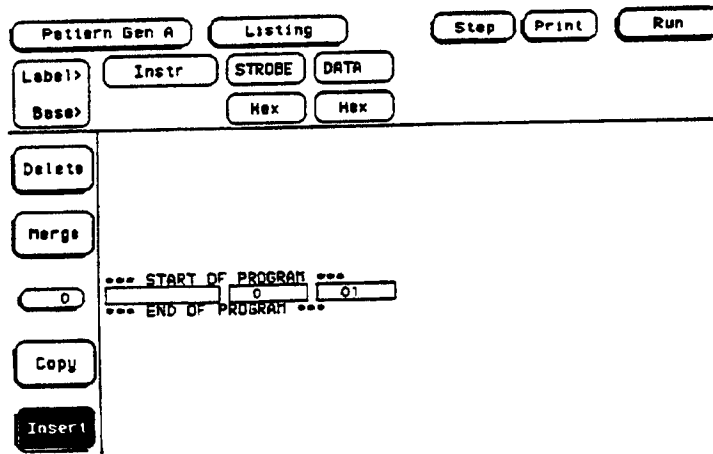 Pattern Gen A Listing Step Print Run
Label> Instr STROBE DATA
Base> Hex Hex
Delete
Merge
*** START OF PROGRAM ***
0 0 01
*** END OF PROGRAM ***
Copy
Insert